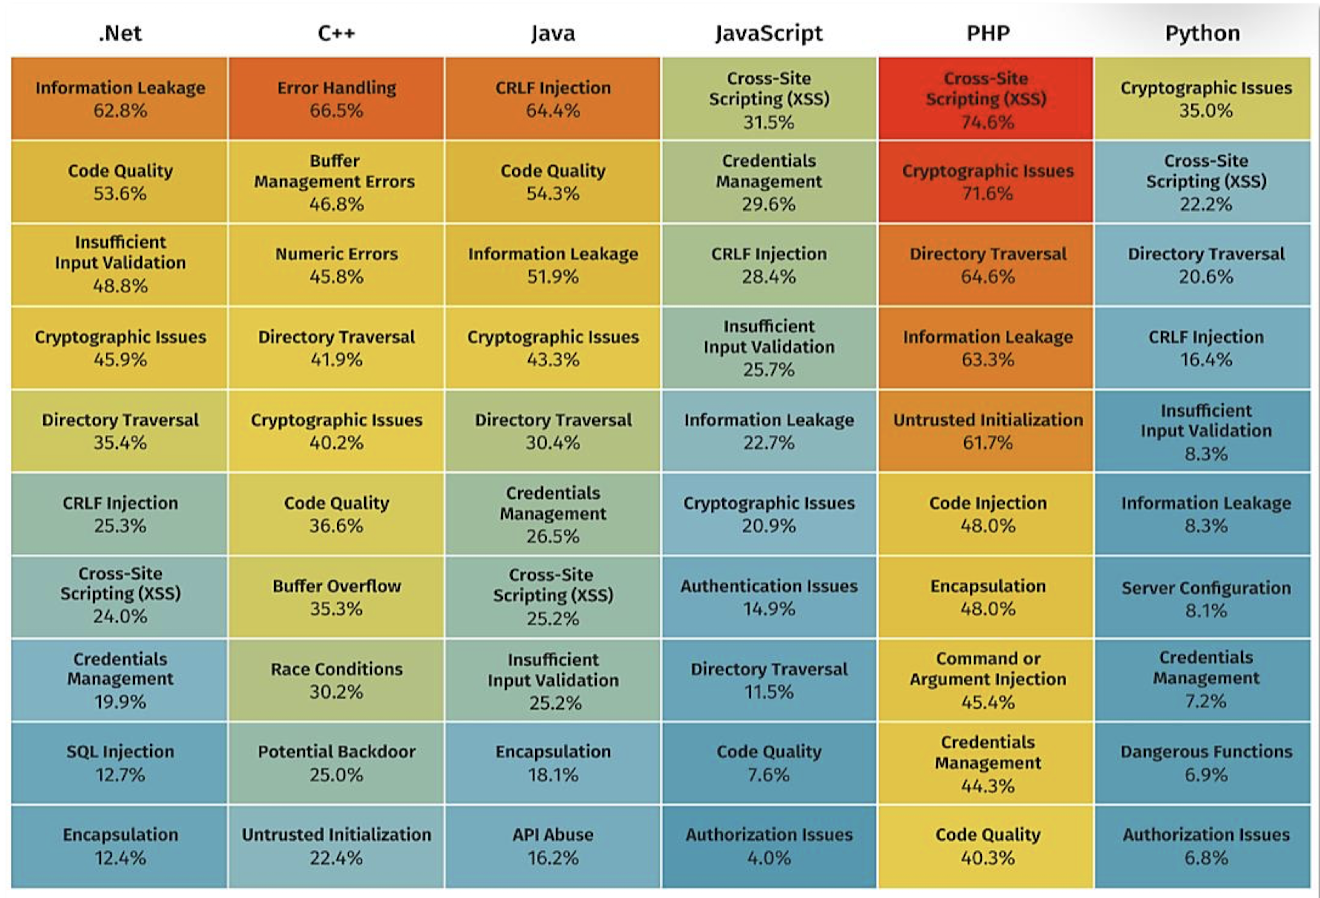 .Net C++ Java JavaScript PHP Python
Information Leakage
62.8%
Error Handling
66.5%
CRLF Injection
64.4%
Cross-Site
Scripting (XSS)
31.5%
Cross-Site
Scripting (XSS)
74.6%
Cryptographic Issues
35.0%
Code Quality
53.6%
Buffer
Management Errors
46.8%
Code Quality
54.3%
Credentials
Management
29.6%
Cryptographic Issues
71.6%
Cross-Site
Scripting (XSS)
22.2%
Insufficient
Input Validation
48.8%
Numeric Errors
45.8%
Information Leakage
51.9%
CRLF Injection
28.4%
Directory Traversal
64.6%
Directory Traversal
20.6%
Cryptographic Issues
45.9%
Directory Traversal
41.9%
Cryptographic Issues
43.3%
Insufficient
Input Validation
25.7%
Information Leakage
63.3%
CRLF Injection
16.4%
Directory Traversal
35.4%
Cryptographic Issues
40.2%
Directory Traversal
30.4%
Information Leakage
22.7%
Untrusted Initialization
61.7%
Insufficient
Input Validation
8.3%
CRLF Injection
25.3%
Code Quality
36.6%
Credentials
Management
26.5%
Cryptographic Issues
20.9%
Code Injection
48.0%
Information Leakage
8.3%
Cross-Site
Scripting (XSS)
24.0%
Buffer Overflow
35.3%
Cross-Site
Scripting (XSS)
25.2%
Authentication Issues
14.9%
Encapsulation
48.0%
Server Configuration
8.1%
Credentials
Management
19.9%
Race Conditions
30.2%
Insufficient
Input Validation
25.2%
Directory Traversal
11.5%
Command or
Argument Injection
45.4%
Credentials
Management
7.2%
SQL Injection
12.7%
Potential Backdoor
25.0%
Encapsulation
18.1%
Code Quality
7.6%
Credentials
Management
44.3%
Dangerous Functions
6.9%
Encapsulation
12.4%
Untrusted Initialization
22.4%
API Abuse
16.2%
Authorization Issues
4.0%
Code Quality
40.3%
Authorization Issues
6.8%